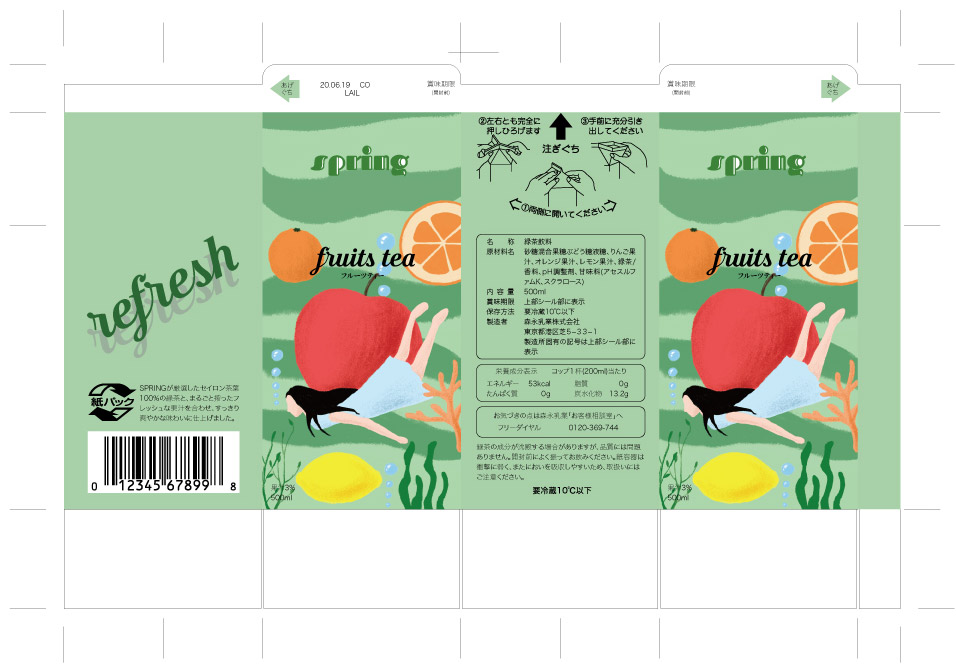 あけ
ぐち
20.06.19 CO
LAIL
賞味期限
(開封前)
賞味期限
(開封前)
あけ
ぐち
refresh
SPRINGが厳選したセイロン茶葉
100%の緑茶と、まるごと搾ったフ
レッシュな果汁を合わせ、すっきり
爽やかな味わいに仕上げました。
紙パック
0 12345 67899 8
spring
fruits tea
フルーツティー
果汁3%
500ml
②左右とも完全に
押しひろげます
③手前に充分引き
出してください
注ぎぐち
①両側に開いてください
名 称 緑茶飲料
原材料名 砂糖混合果糖ぶどう糖液糖、りんご果
汁、オレンジ果汁、レモン果汁、緑茶/
香料、pH調整剤、甘味料(アセスルフ
ァムK、スクラロース)
内 容 量 500ml
賞味期限 上部シール部に表示
保存方法 要冷蔵10℃以下
製造者 森永乳業株式会社
東京都港区芝5-33-1
製造所固有の記号は上部シール部に
表示
栄養成分表示 コップ1杯(200ml)当たり
エネルギー 53kcal 脂質 0g
たんぱく質 0g 炭水化物 13.2g
お気づきの点は森永乳業「お客様相談室」へ
フリーダイヤル 0120-369-744
緑茶の成分が沈殿する場合がありますが、品質には問題
ありません。開封前によく振ってお飲みください。紙容器は
衝撃に弱く、またにおいを吸収しやすいため、取扱いには
ご注意ください。
要冷蔵10℃以下
spring
fruits tea
フルーツティー
果汁3%
500ml